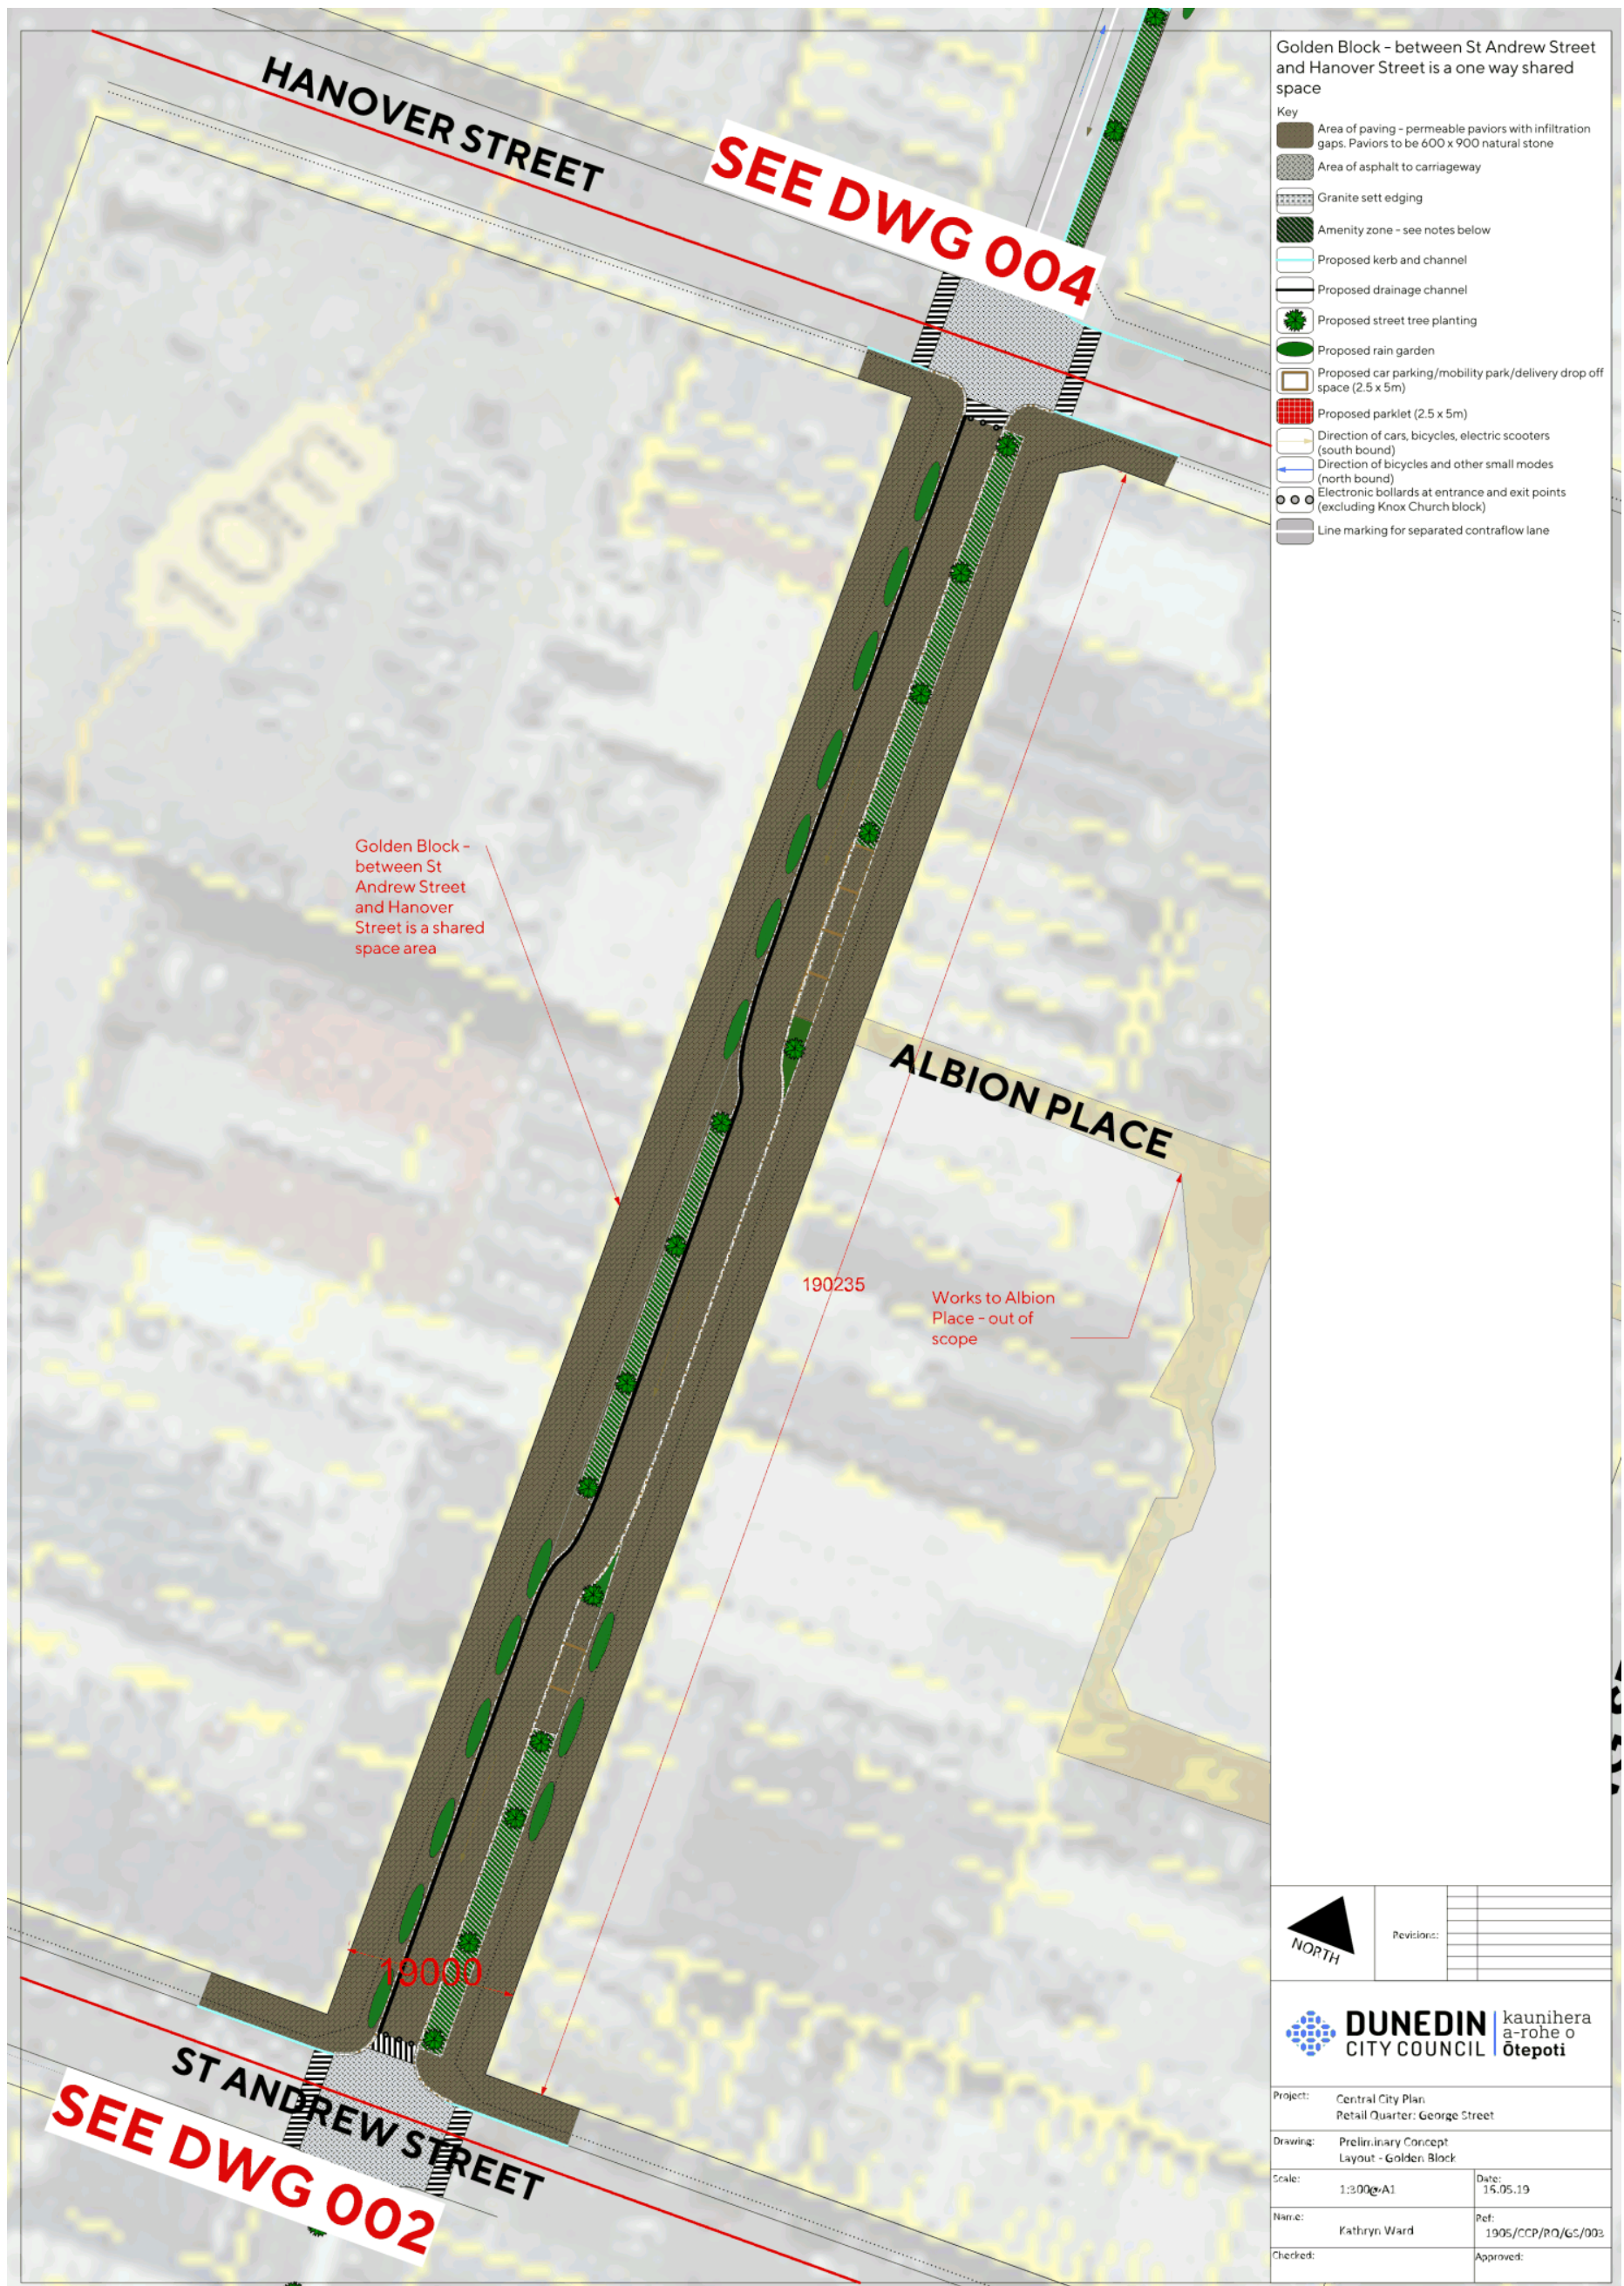 HANOVER STREET
SEE DWG 004
10m
Golden Block -
between St
Andrew Street
and Hanover
Street is a shared
space area
ALBION PLACE
190235
Works to Albion
Place - out of
scope
19000
ST ANDREW STREET
SEE DWG 002
Golden Block - between St Andrew Street
and Hanover Street is a one way shared
space
Key
Area of paving - permeable paviors with infiltration
gaps. Paviors to be 600 x 900 natural stone
Area of asphalt to carriageway
Granite sett edging
Amenity zone - see notes below
Proposed kerb and channel
Proposed drainage channel
Proposed street tree planting
Proposed rain garden
Proposed car parking/mobility park/delivery drop off
space (2.5 x 5m)
Proposed parklet (2.5 x 5m)
Direction of cars, bicycles, electric scooters
(south bound)
Direction of bicycles and other small modes
(north bound)
Electronic bollards at entrance and exit points
(excluding Knox Church block)
Line marking for separated contraflow lane
NORTH
Revisions:
DUNEDIN
CITY COUNCIL
kaunihera
a-rohe o
Ōtepoti
Project: Central City Plan
Retail Quarter: George Street
Drawing: Preliminary Concept
Layout - Golden Block
Scale: 1:300@A1
Date: 15.05.19
Name: Kathryn Ward
Ref: 1905/CCP/RQ/GS/003
Checked:
Approved: